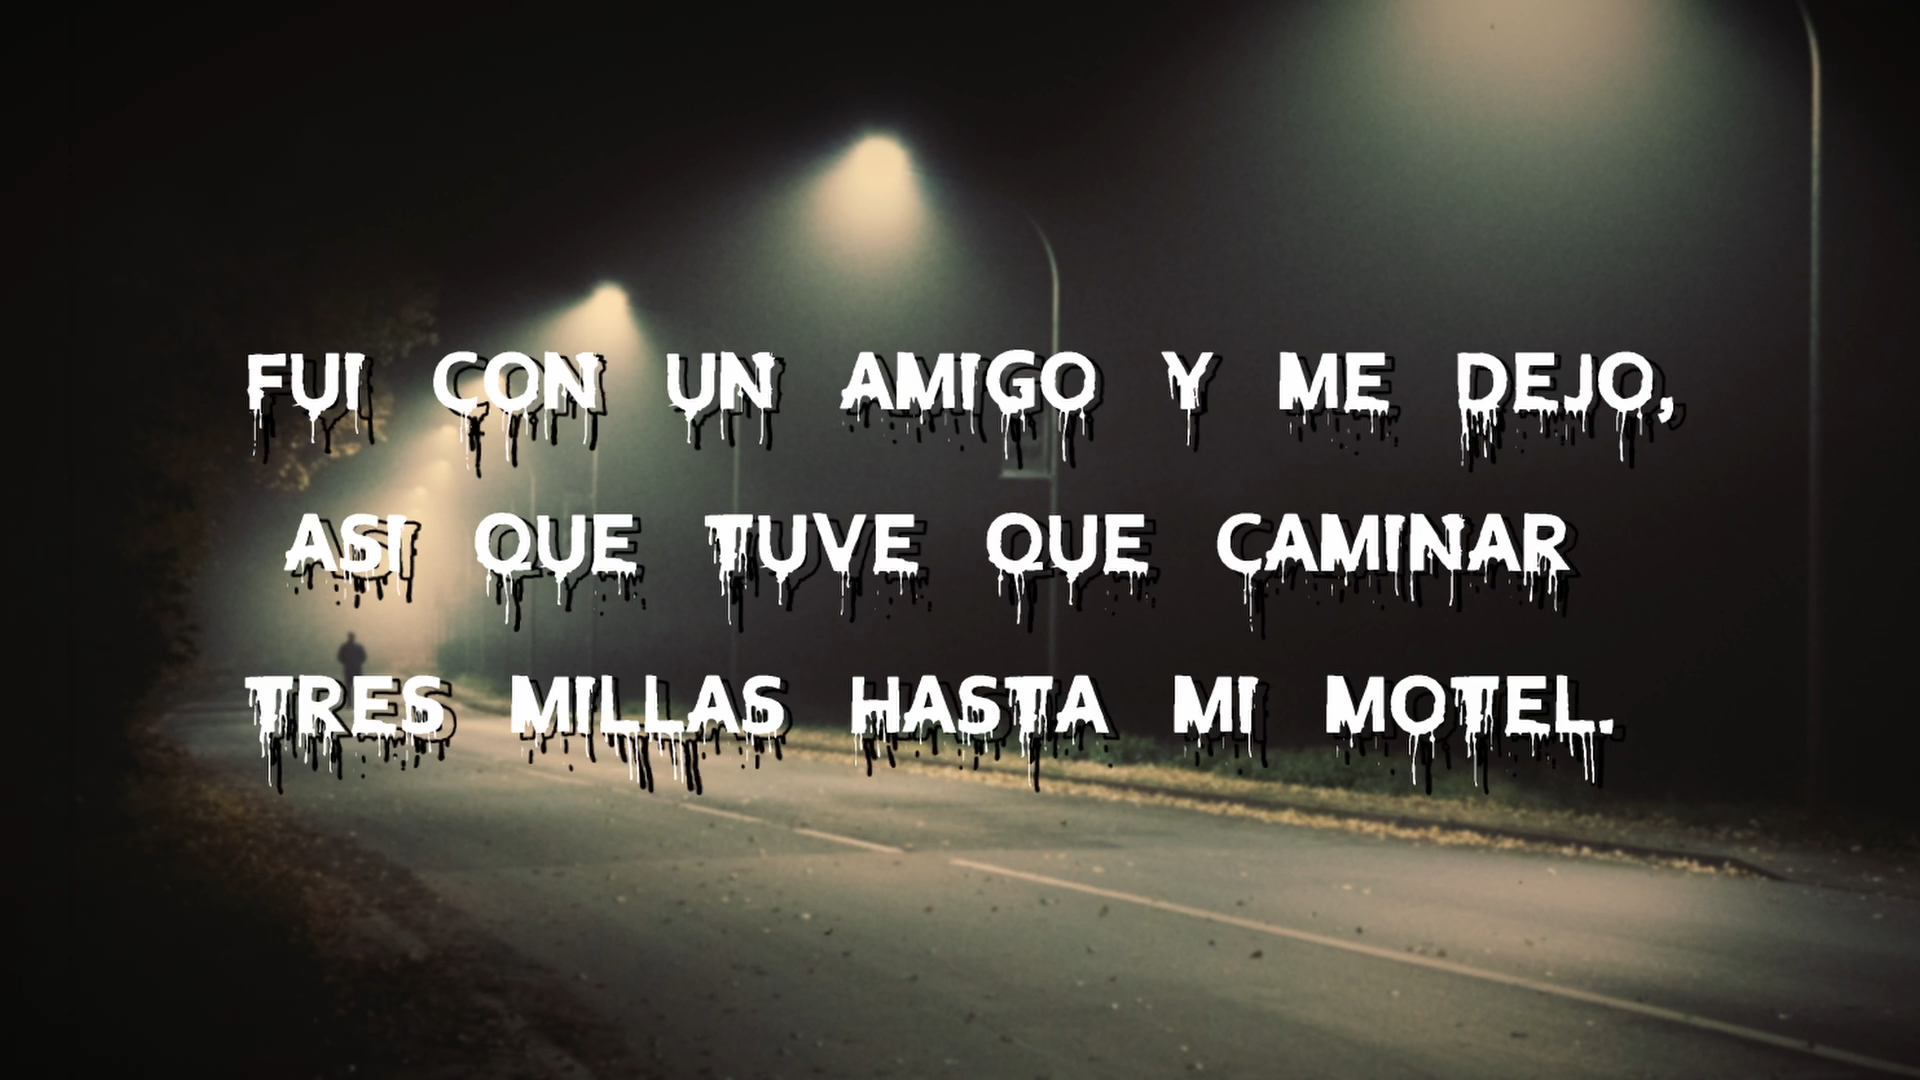 FUI CON UN AMIGO Y ME DEJO,
ASI QUE TUVE QUE CAMINAR
TRES MILLAS HASTA MI MOTEL.